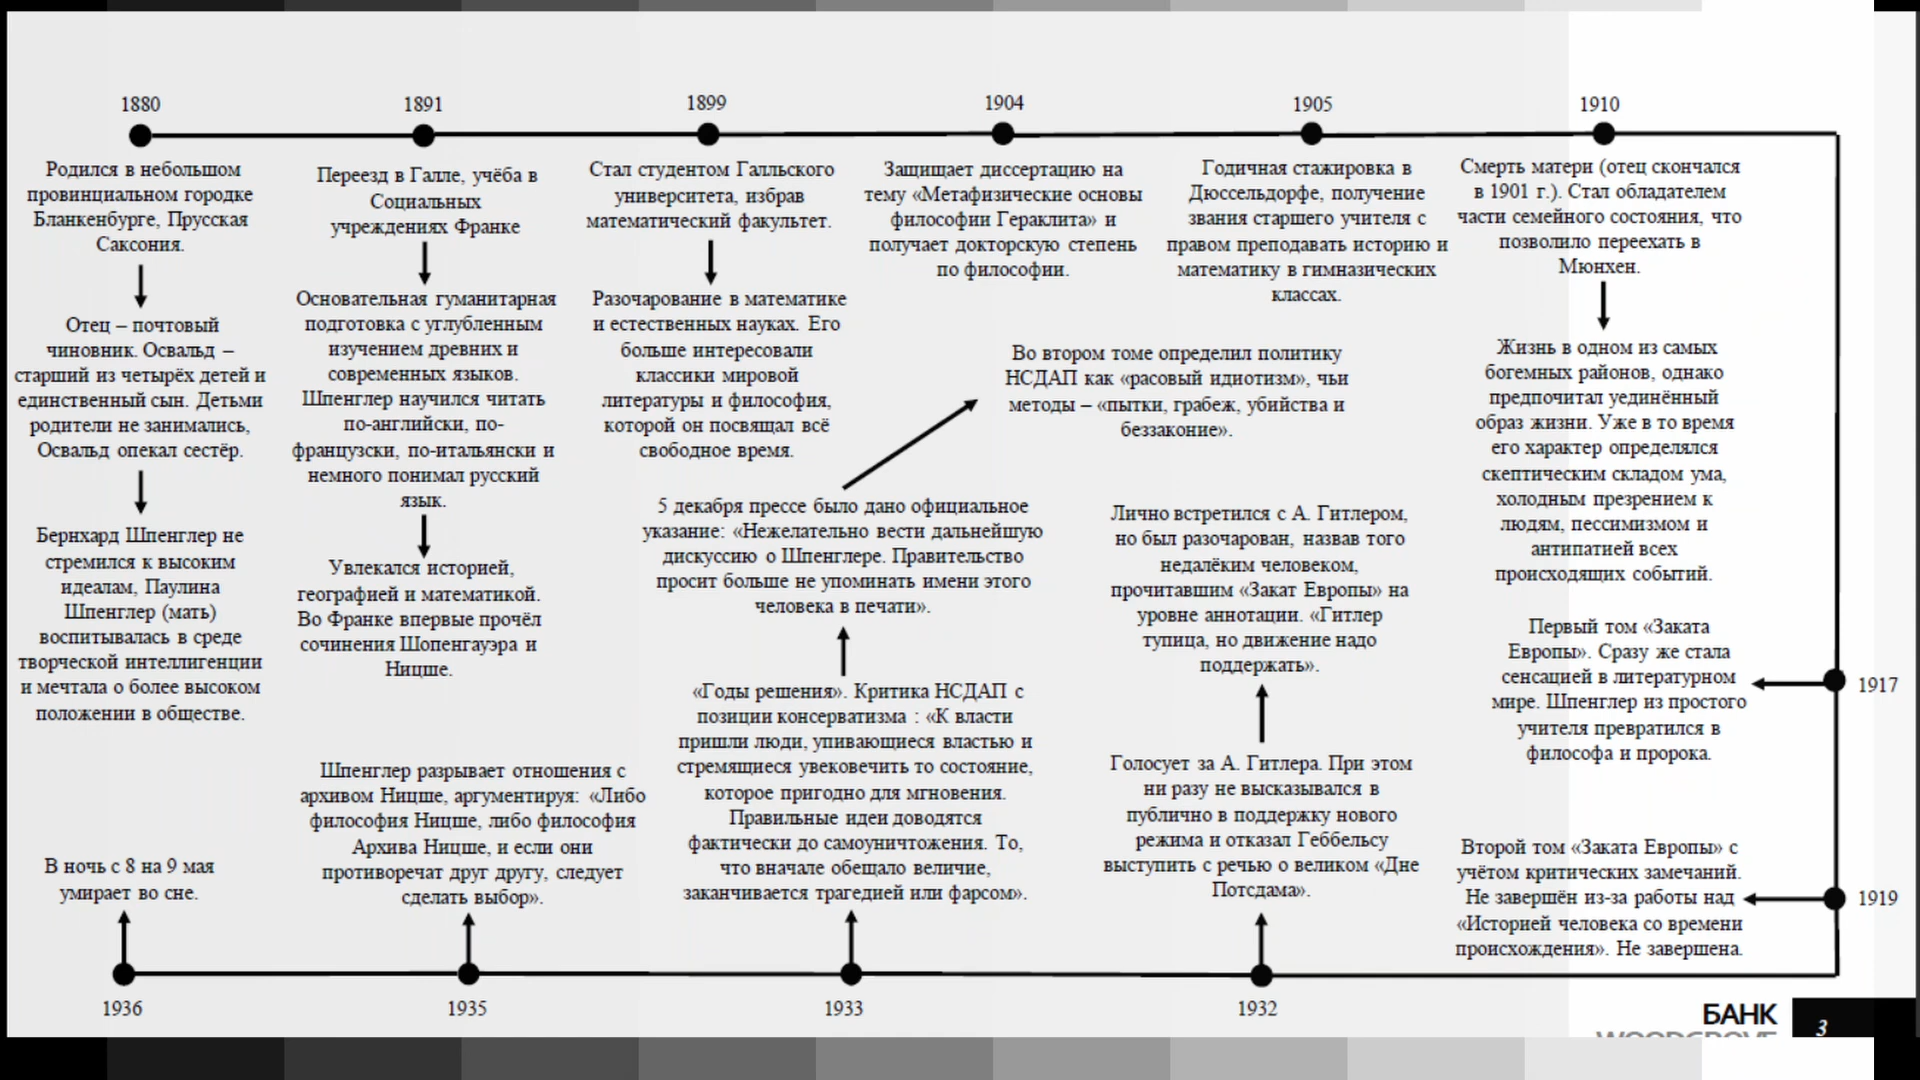 1880
Родился в небольшом
провинциальном городке
Бланкенбурге, Прусская
Саксония.
Отец – почтовый
чиновник. Освальд –
старший из четырёх детей и
единственный сын. Детьми
родители не занимались,
Освальд опекал сестёр.
Бернхард Шпенглер не
стремился к высоким
идеалам, Паулина
Шпенглер (мать)
воспитывалась в среде
творческой интеллигенции
и мечтала о более высоком
положении в обществе.
1891
Переезд в Галле, учёба в
Социальных
учреждениях Франке
Основательная гуманитарная
подготовка с углубленным
изучением древних и
современных языков.
Шпенглер научился читать
по-английски, по-
французски, по-итальянски и
немного понимал русский
язык.
Увлекался историей,
географией и математикой.
Во Франке впервые прочёл
сочинения Шопенгауэра и
Ницше.
1899
Стал студентом Галльского
университета, избрав
математический факультет.
Разочарование в математике
и естественных науках. Его
больше интересовали
классики мировой
литературы и философия,
которой он посвящал всё
свободное время.
1904
Защищает диссертацию на
тему «Метафизические основы
философии Гераклита» и
получает докторскую степень
по философии.
1905
Годичная стажировка в
Дюссельдорфе, получение
звания старшего учителя с
правом преподавать историю и
математику в гимназических
классах.
1910
Смерть матери (отец скончался
в 1901 г.). Стал обладателем
части семейного состояния, что
позволило переехать в
Мюнхен.
Жизнь в одном из самых
богемных районов, однако
предпочитал уединённый
образ жизни. Уже в то время
его характер определялся
скептическим складом ума,
холодным презрением к
людям, пессимизмом и
антипатией всех
происходящих событий.
Первый том «Заката
Европы». Сразу же стала
сенсацией в литературном
мире. Шпенглер из простого
учителя превратился в
философа и пророка.
1917
Второй том «Заката Европы» с
учётом критических замечаний.
Не завершён из-за работы над
«Историей человека со времени
происхождения». Не завершена.
1919
Лично встретился с А. Гитлером,
но был разочарован, назвав того
недалёким человеком,
прочитавшим «Закат Европы» на
уровне аннотации. «Гитлер
тупица, но движение надо
поддержать».
Голосует за А. Гитлера. При этом
ни разу не высказывался в
публично в поддержку нового
режима и отказал Геббельсу
выступить с речью о великом «Дне
Потсдама».
1932
Во втором томе определил политику
НСДАП как «расовый идиотизм», чьи
методы – «пытки, грабеж, убийства и
беззаконие».
5 декабря прессе было дано официальное
указание: «Нежелательно вести дальнейшую
дискуссию о Шпенглере. Правительство
просит больше не упоминать имени этого
человека в печати».
«Годы решения». Критика НСДАП с
позиции консерватизма : «К власти
пришли люди, упивающиеся властью и
стремящиеся увековечить то состояние,
которое пригодно для мгновения.
Правильные идеи доводятся
фактически до самоуничтожения. То,
что вначале обещало величие,
заканчивается трагедией или фарсом».
1933
Шпенглер разрывает отношения с
архивом Ницше, аргументируя: «Либо
философия Ницше, либо философия
Архива Ницше, и если они
противоречат друг другу, следует
сделать выбор».
1935
В ночь с 8 на 9 мая
умирает во сне.
1936
БАНК
WOODGROVE
3